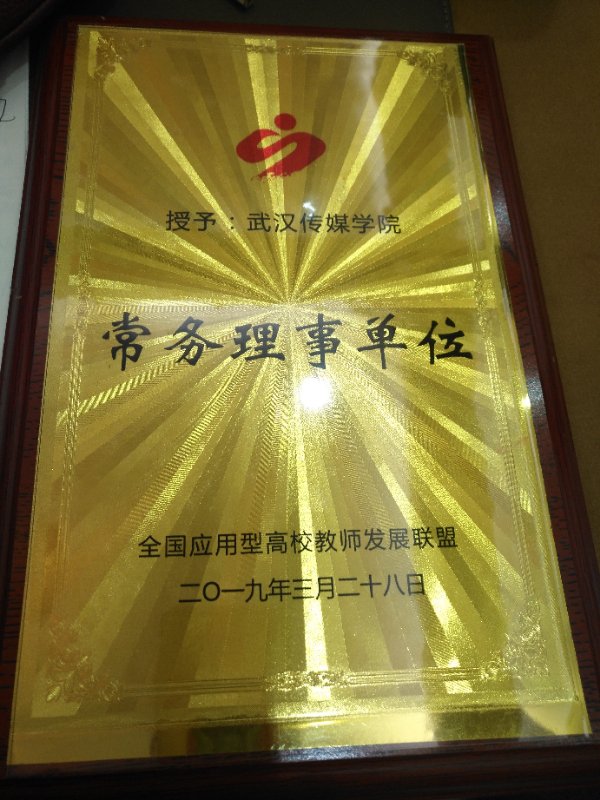 授予：武汉传媒学院
常务理事单位
全国应用型高校教师发展联盟
二〇一九年三月二十八日